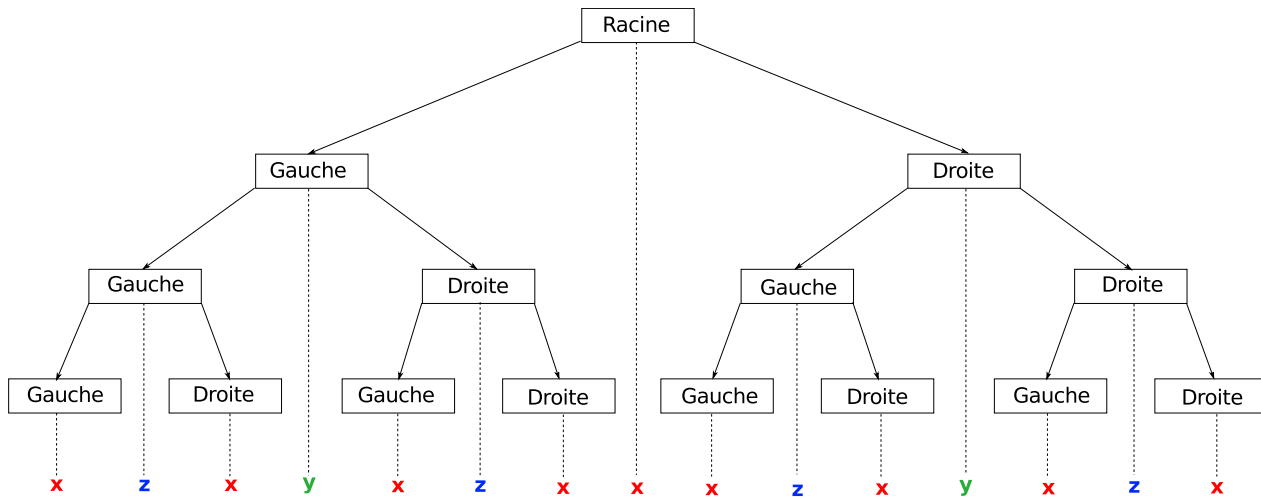 Racine
Gauche Droite
Gauche Droite Gauche Droite
Gauche Droite Gauche Droite Gauche Droite Gauche Droite
x z x y x z x x x z x y x z x